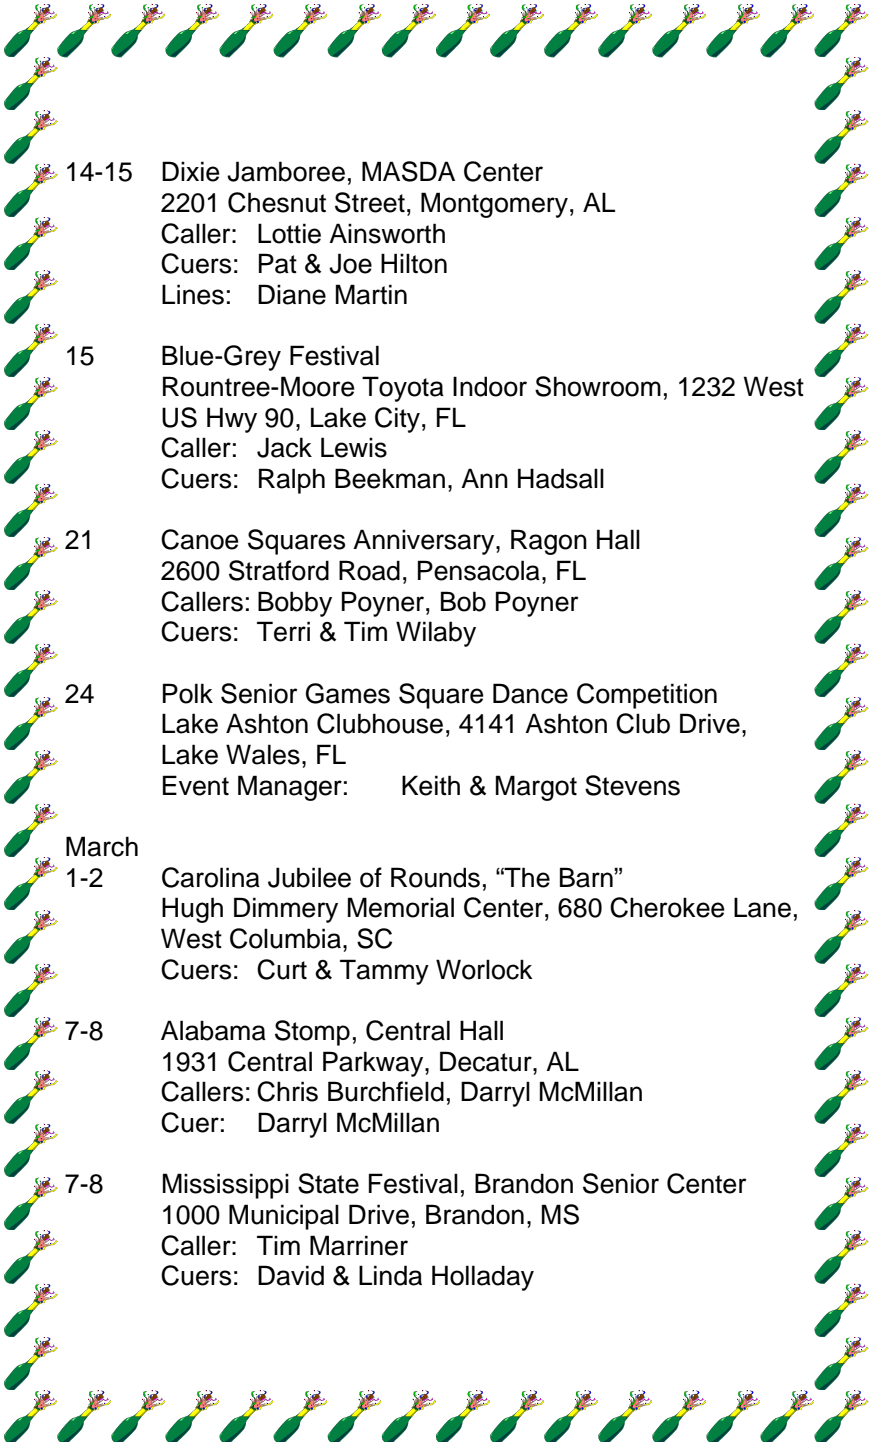 14-15 Dixie Jamboree, MASDA Center
2201 Chesnut Street, Montgomery, AL
Caller: Lottie Ainsworth
Cuers: Pat & Joe Hilton
Lines: Diane Martin
15 Blue-Grey Festival
Rountree-Moore Toyota Indoor Showroom, 1232 West
US Hwy 90, Lake City, FL
Caller: Jack Lewis
Cuers: Ralph Beekman, Ann Hadsall
21 Canoe Squares Anniversary, Ragon Hall
2600 Stratford Road, Pensacola, FL
Callers: Bobby Poyner, Bob Poyner
Cuers: Terri & Tim Wilaby
24 Polk Senior Games Square Dance Competition
Lake Ashton Clubhouse, 4141 Ashton Club Drive,
Lake Wales, FL
Event Manager: Keith & Margot Stevens
March
1-2 Carolina Jubilee of Rounds, “The Barn”
Hugh Dimmery Memorial Center, 680 Cherokee Lane,
West Columbia, SC
Cuers: Curt & Tammy Worlock
7-8 Alabama Stomp, Central Hall
1931 Central Parkway, Decatur, AL
Callers: Chris Burchfield, Darryl McMillan
Cuer: Darryl McMillan
7-8 Mississippi State Festival, Brandon Senior Center
1000 Municipal Drive, Brandon, MS
Caller: Tim Marriner
Cuers: David & Linda Holladay